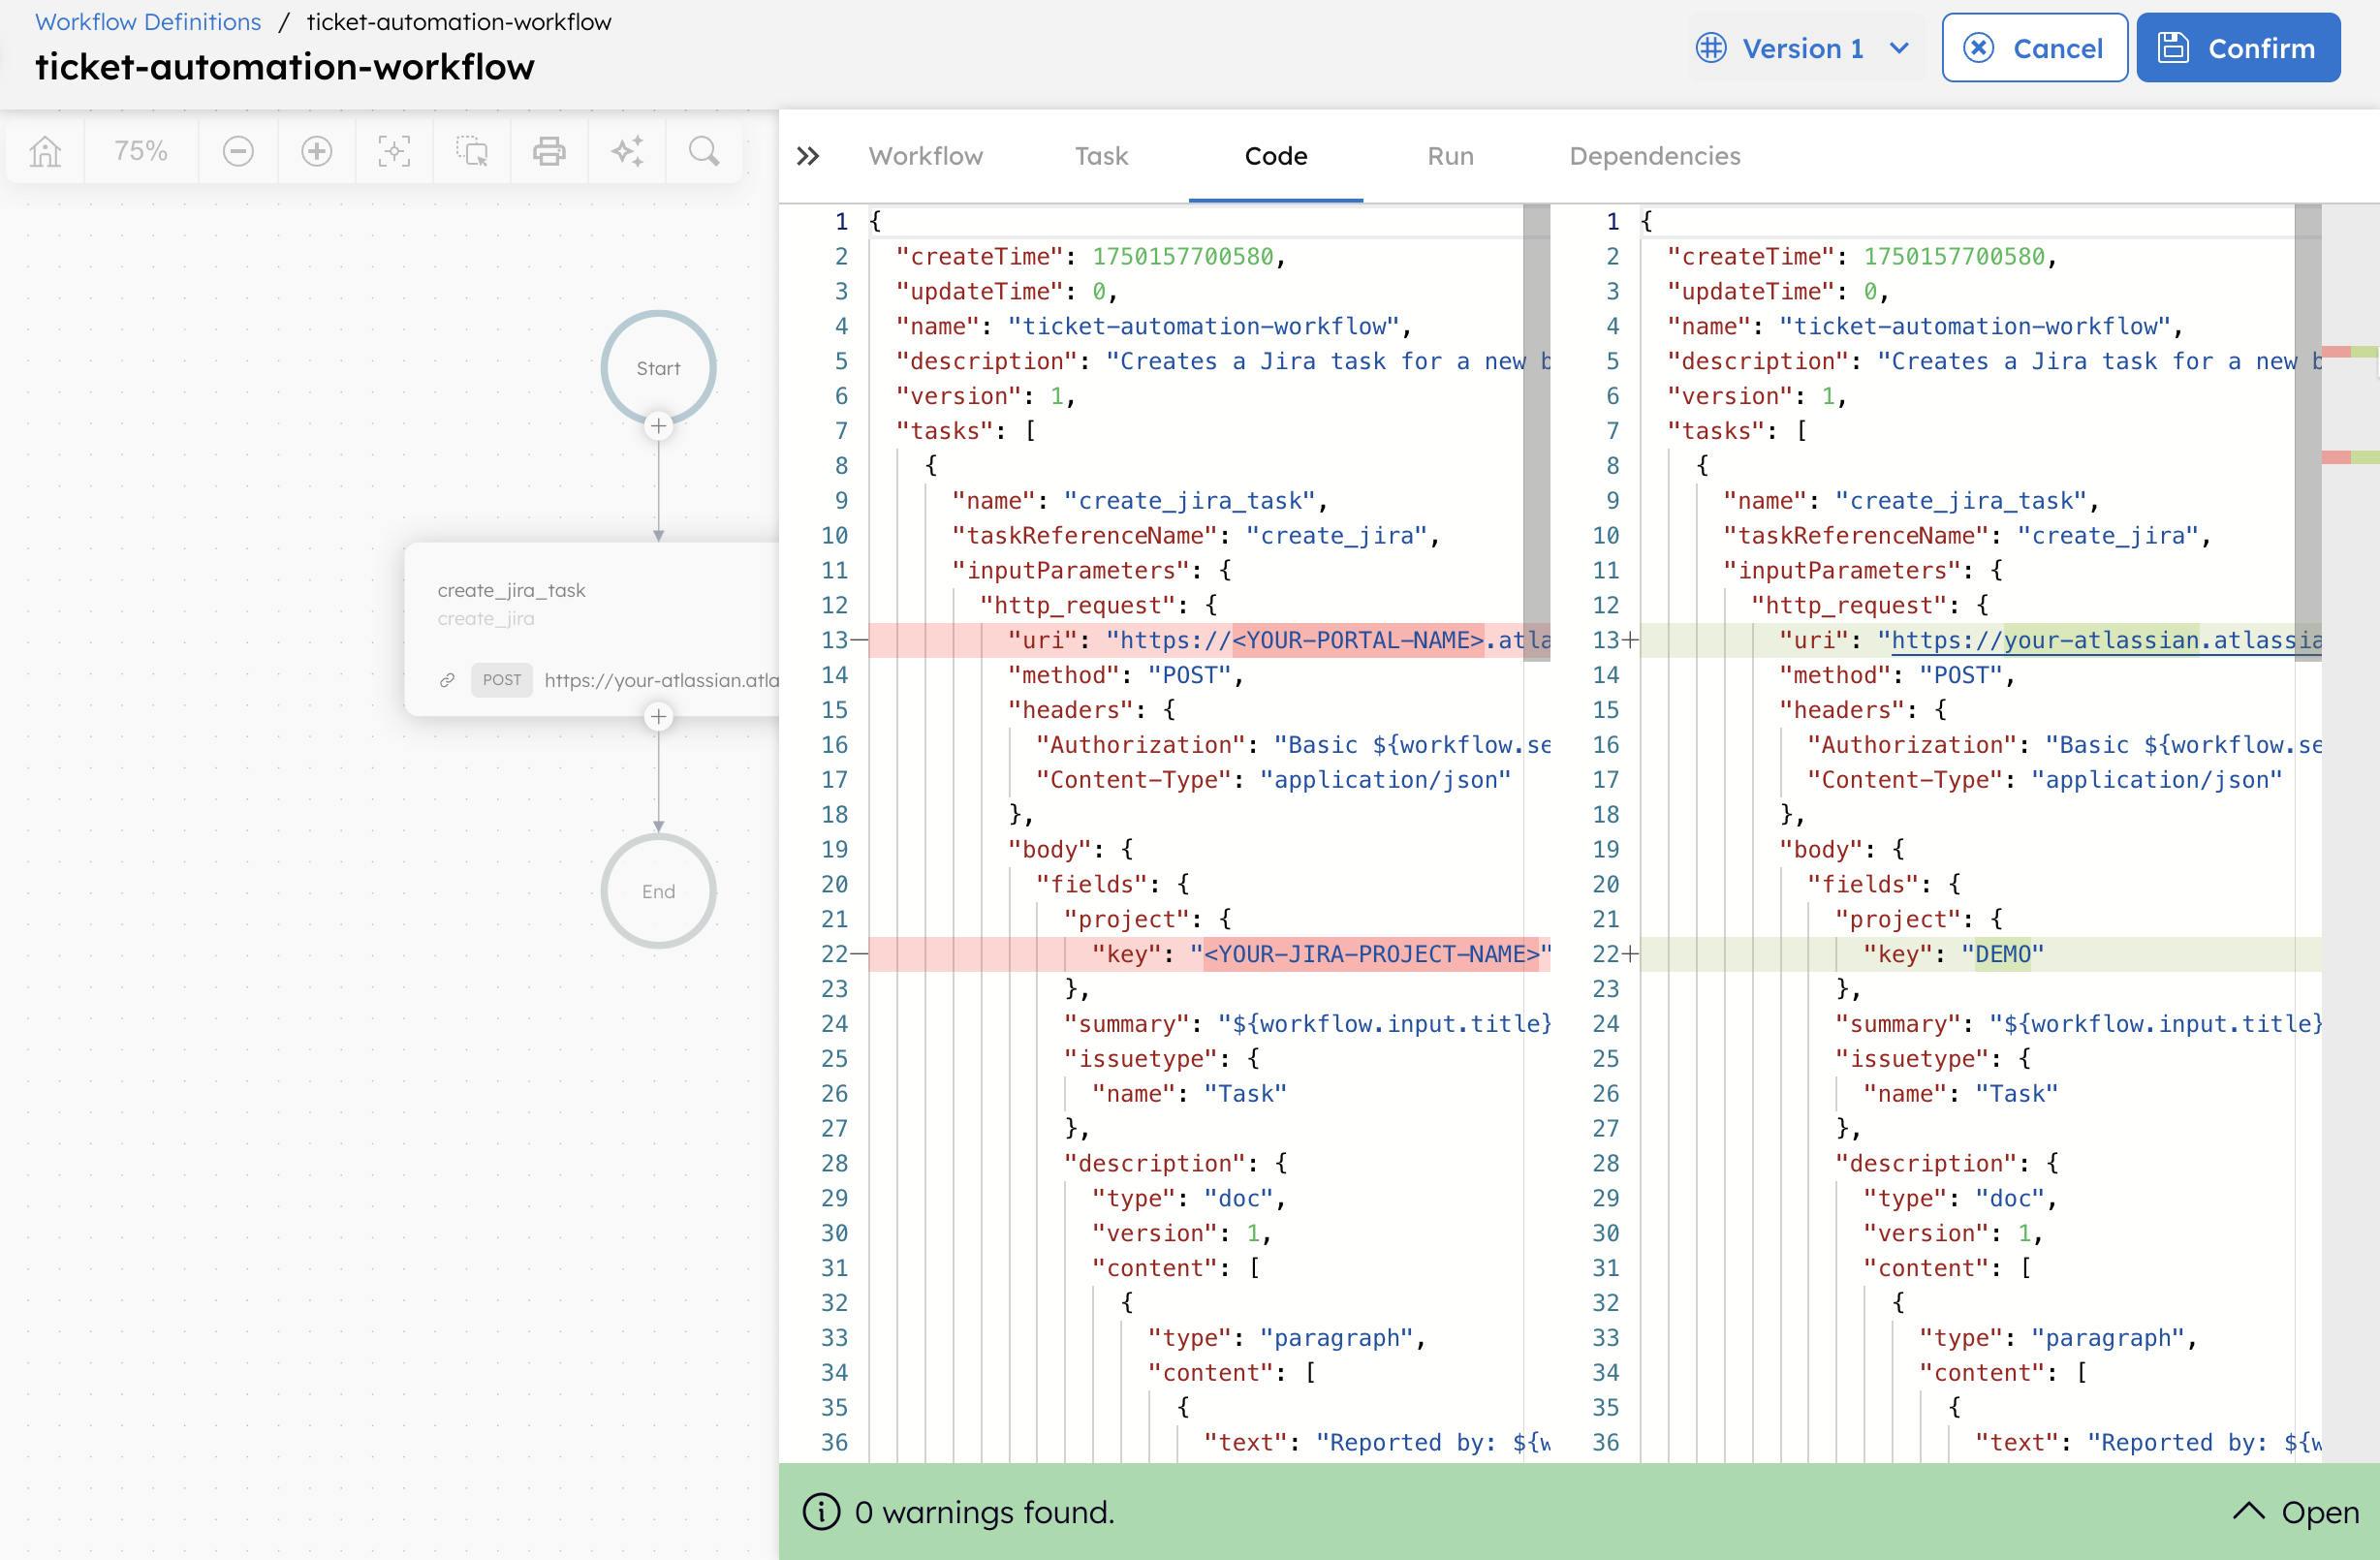 Workflow Definitions / ticket-automation-workflow
ticket-automation-workflow
Version 1
Cancel
Confirm
75%
Workflow
Task
Code
Run
Dependencies
Start
create_jira_task
create_jira
POST https://your-atlassian.atla
End
1 {
2 "createTime": 1750157700580,
3 "updateTime": 0,
4 "name": "ticket-automation-workflow",
5 "description": "Creates a Jira task for a new b
6 "version": 1,
7 "tasks": [
8 {
9 "name": "create_jira_task",
10 "taskReferenceName": "create_jira",
11 "inputParameters": {
12 "http_request": {
13— "uri": "https://<YOUR-PORTAL-NAME>.atla
14 "method": "POST",
15 "headers": {
16 "Authorization": "Basic ${workflow.se
17 "Content-Type": "application/json"
18 },
19 "body": {
20 "fields": {
21 "project": {
22— "key": "<YOUR-JIRA-PROJECT-NAME>"
23 },
24 "summary": "${workflow.input.title}
25 "issuetype": {
26 "name": "Task"
27 },
28 "description": {
29 "type": "doc",
30 "version": 1,
31 "content": [
32 {
33 "type": "paragraph",
34 "content": [
35 {
36 "text": "Reported by: ${w
1 {
2 "createTime": 1750157700580,
3 "updateTime": 0,
4 "name": "ticket-automation-workflow",
5 "description": "Creates a Jira task for a new b
6 "version": 1,
7 "tasks": [
8 {
9 "name": "create_jira_task",
10 "taskReferenceName": "create_jira",
11 "inputParameters": {
12 "http_request": {
13+ "uri": "https://your-atlassian.atlassia
14 "method": "POST",
15 "headers": {
16 "Authorization": "Basic ${workflow.se
17 "Content-Type": "application/json"
18 },
19 "body": {
20 "fields": {
21 "project": {
22+ "key": "DEMO"
23 },
24 "summary": "${workflow.input.title}
25 "issuetype": {
26 "name": "Task"
27 },
28 "description": {
29 "type": "doc",
30 "version": 1,
31 "content": [
32 {
33 "type": "paragraph",
34 "content": [
35 {
36 "text": "Reported by: ${w
0 warnings found.
Open